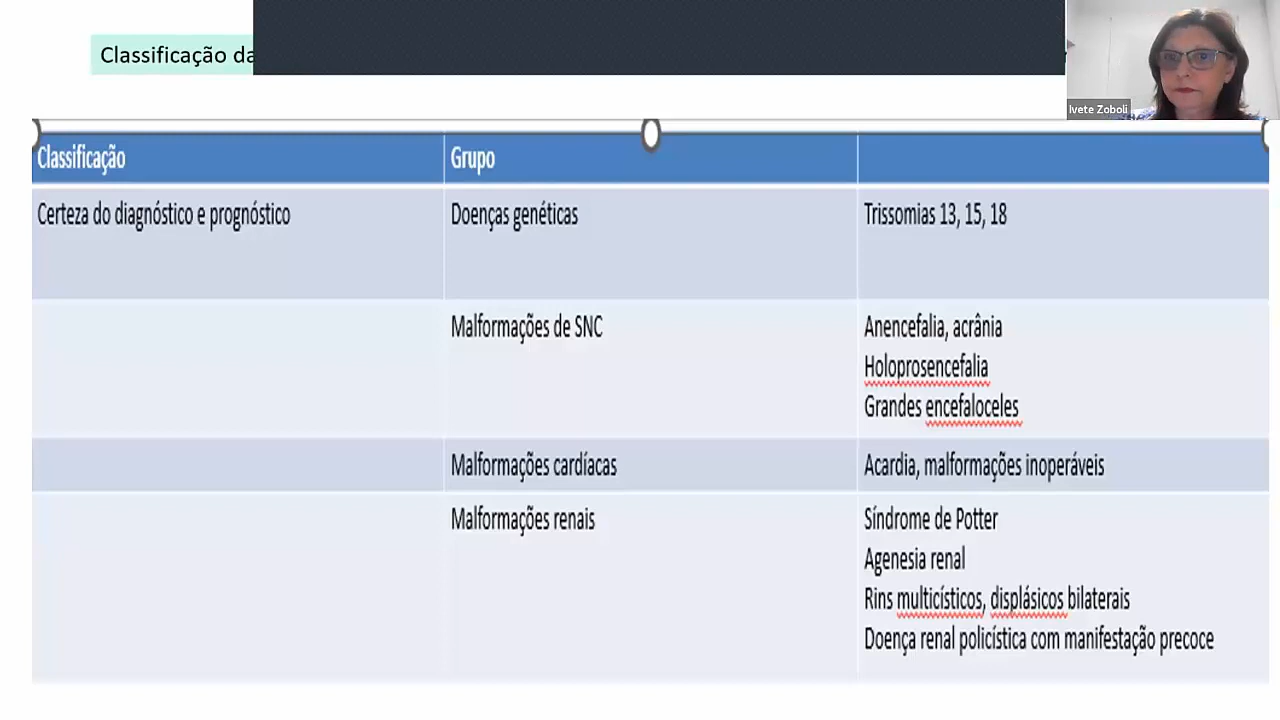 Classificação da
Ivete Zoboli
Classificação Grupo
Certeza do diagnóstico e prognóstico Doenças genéticas Trissomias 13, 15, 18
Malformações de SNC Anencefalia, acrânia
Holoprosencefalia
Grandes encefaloceles
Malformações cardíacas Acardia, malformações inoperáveis
Malformações renais Síndrome de Potter
Agenesia renal
Rins multicísticos, displásicos bilaterais
Doença renal policística com manifestação precoce